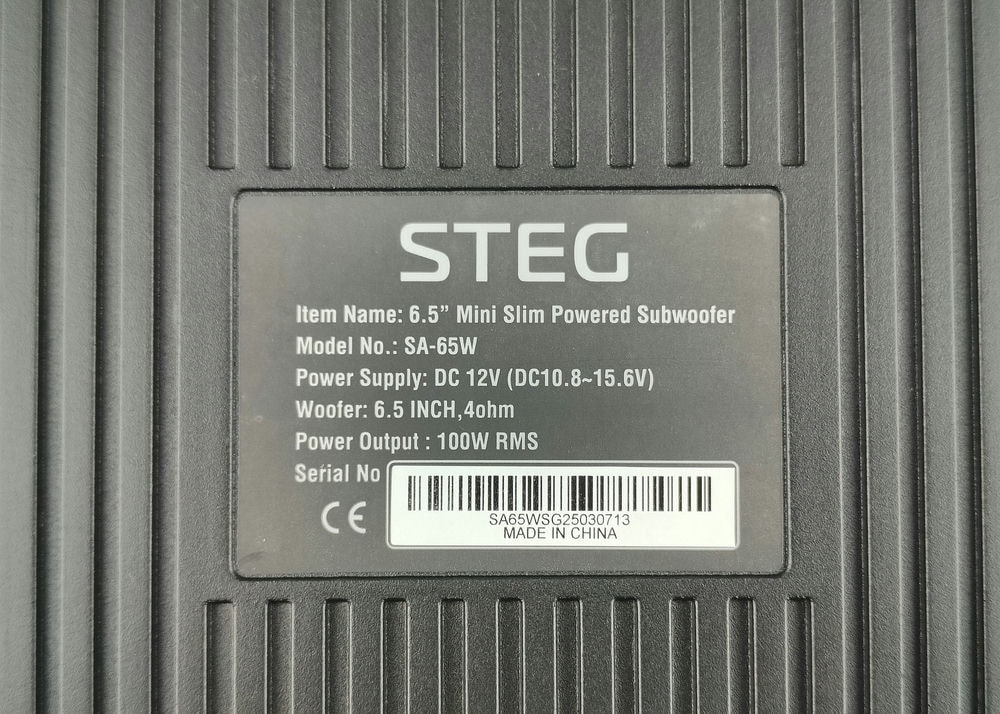 STEG
Item Name: 6.5” Mini Slim Powered Subwoofer
Model No.: SA-65W
Power Supply: DC 12V (DC10.8~15.6V)
Woofer: 6.5 INCH,4ohm
Power Output : 100W RMS
Serial No
SA65WSG25030713
MADE IN CHINA
CE